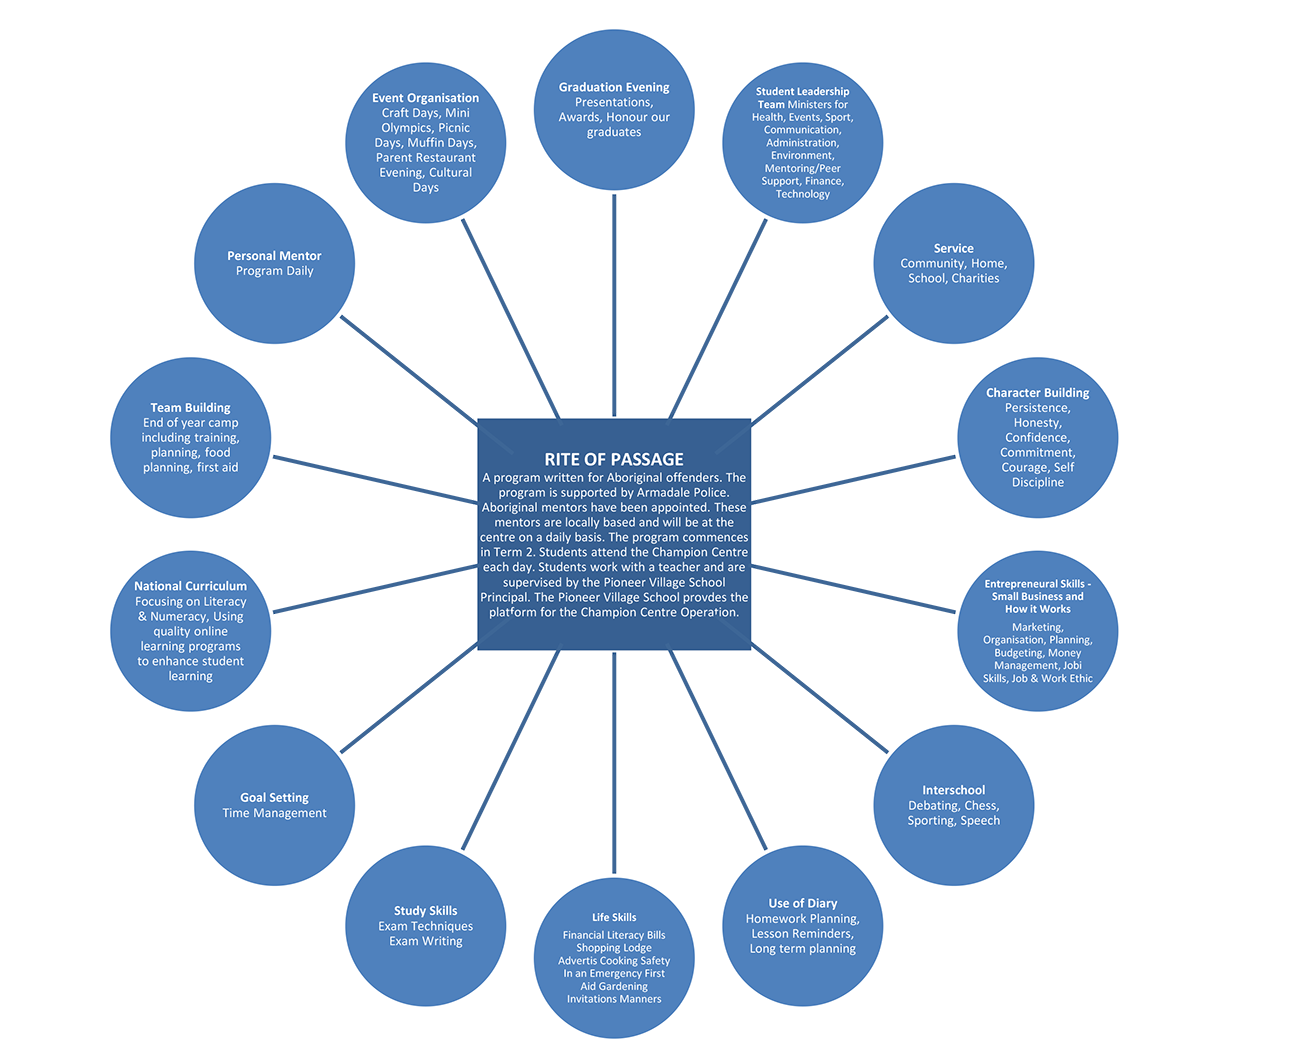 Graduation Evening
Presentations,
Awards, Honour our
graduates
Student Leadership
Team Ministers for
Health, Events, Sport,
Communication,
Administration,
Environment,
Mentoring/Peer
Support, Finance,
Technology
Service
Community, Home,
School, Charities
Character Building
Persistence,
Honesty,
Confidence,
Commitment,
Courage, Self
Discipline
Entrepreneural Skills -
Small Business and
How it Works
Marketing,
Organisation, Planning,
Budgeting, Money
Management, Jobi
Skills, Job & Work Ethic
Interschool
Debating, Chess,
Sporting, Speech
Use of Diary
Homework Planning,
Lesson Reminders,
Long term planning
Life Skills
Financial Literacy Bills
Shopping Lodge
Advertis Cooking Safety
In an Emergency First
Aid Gardening
Invitations Manners
Study Skills
Exam Techniques
Exam Writing
Goal Setting
Time Management
National Curriculum
Focusing on Literacy
& Numeracy, Using
quality online
learning programs
to enhance student
learning
Team Building
End of year camp
including training,
planning, food
planning, first aid
Personal Mentor
Program Daily
Event Organisation
Craft Days, Mini
Olympics, Picnic
Days, Muffin Days,
Parent Restaurant
Evening, Cultural
Days
RITE OF PASSAGE
A program written for Aboriginal offenders. The
program is supported by Armadale Police.
Aboriginal mentors have been appointed. These
mentors are locally based and will be at the
centre on a daily basis. The program commences
in Term 2. Students attend the Champion Centre
each day. Students work with a teacher and are
supervised by the Pioneer Village School
Principal. The Pioneer Village School provdes the
platform for the Champion Centre Operation.